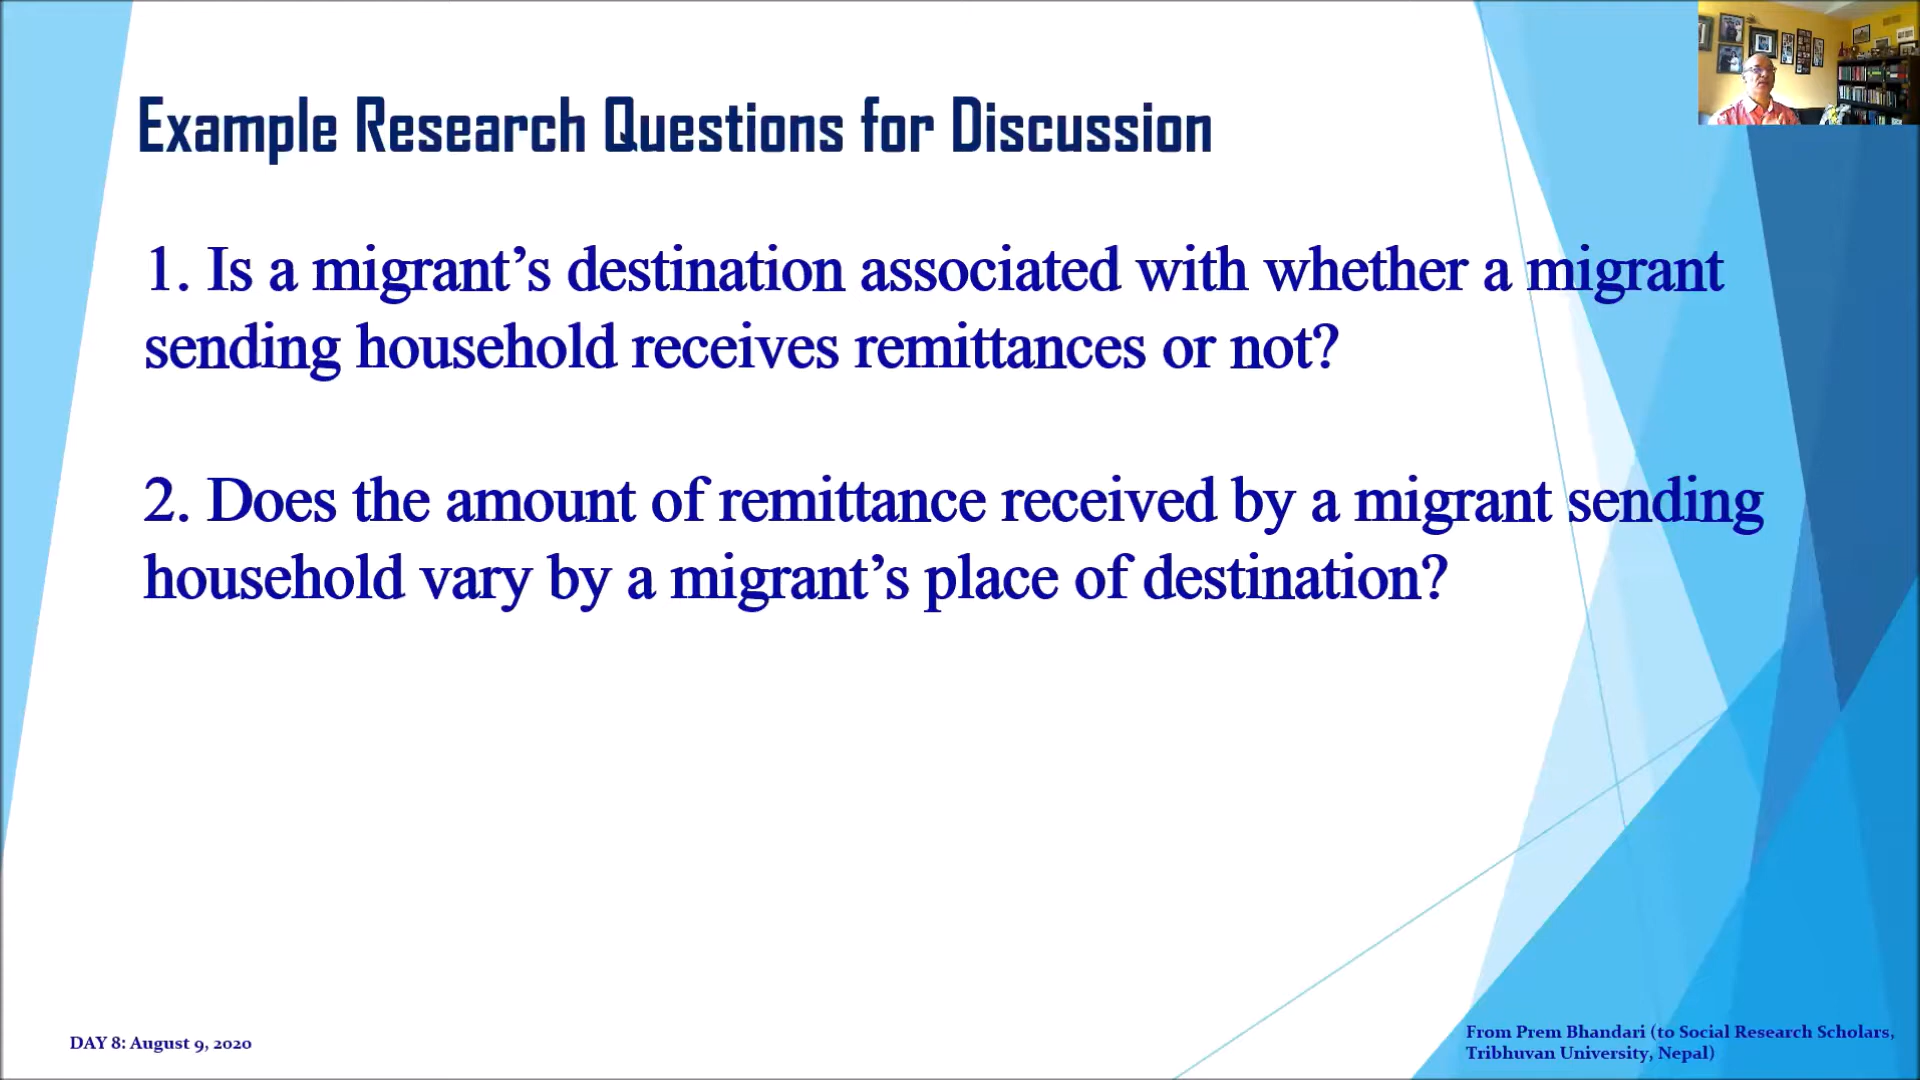 Example Research Questions for Discussion
1. Is a migrant’s destination associated with whether a migrant
sending household receives remittances or not?
2. Does the amount of remittance received by a migrant sending
household vary by a migrant’s place of destination?
DAY 8: August 9, 2020
From Prem Bhandari (to Social Research Scholars,
Tribhuvan University, Nepal)